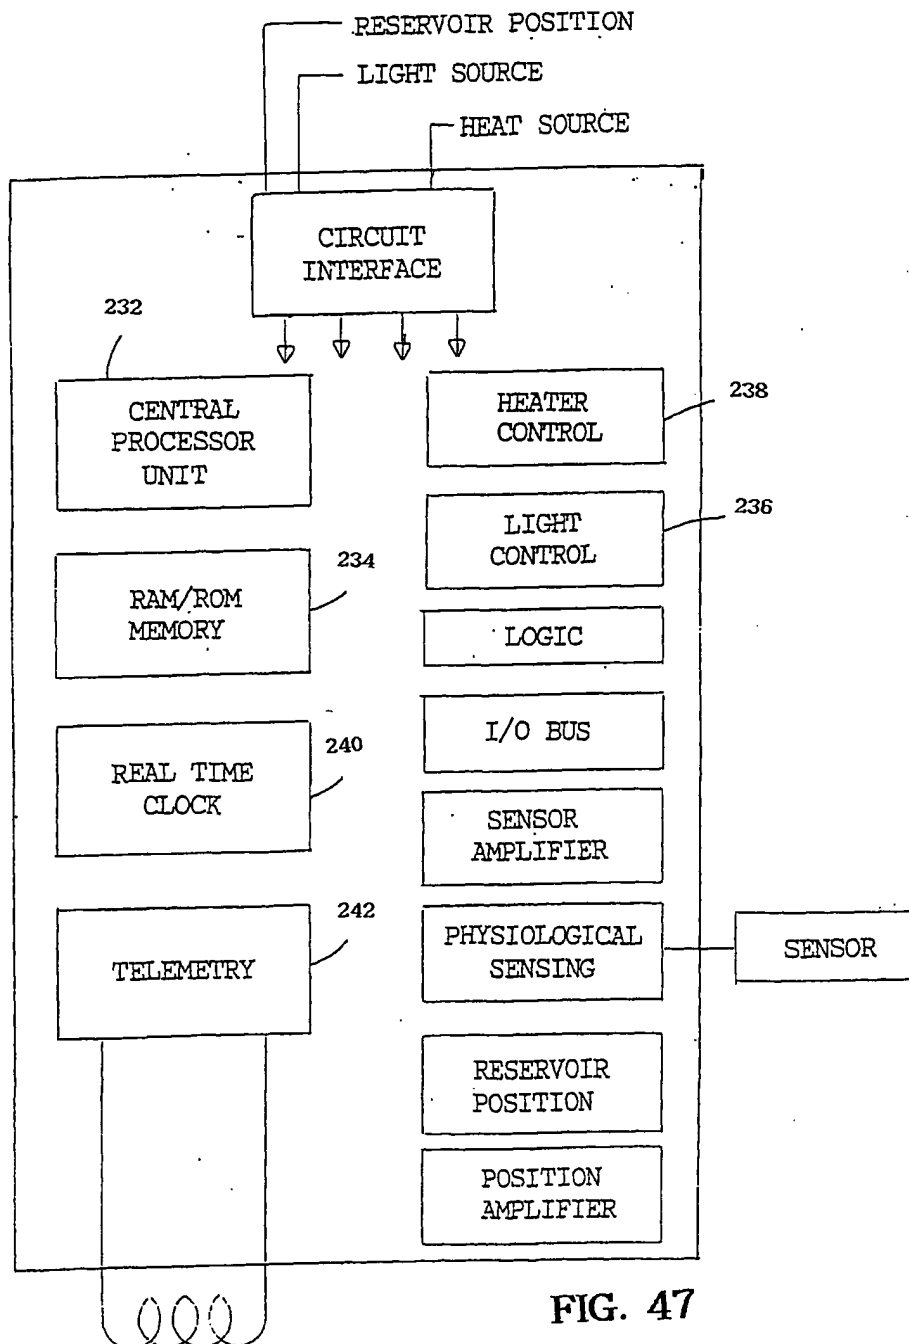 RESERVOIR POSITION
LIGHT SOURCE
HEAT SOURCE
CIRCUIT
INTERFACE
232
CENTRAL
PROCESSOR
UNIT
HEATER
CONTROL
238
LIGHT
CONTROL
236
RAM/ROM
MEMORY
234
LOGIC
I/O BUS
REAL TIME
CLOCK
240
SENSOR
AMPLIFIER
TELEMETRY
242
PHYSIOLOGICAL
SENSING
SENSOR
RESERVOIR
POSITION
POSITION
AMPLIFIER
FIG. 47